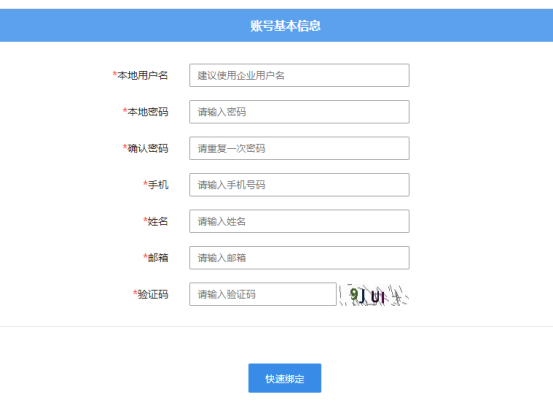 账号基本信息
*本地用户名 建议使用企业用户名
*本地密码 请输入密码
*确认密码 请重复一次密码
*手机 请输入手机号码
*姓名 请输入姓名
*邮箱 请输入邮箱
*验证码 请输入验证码
快速绑定